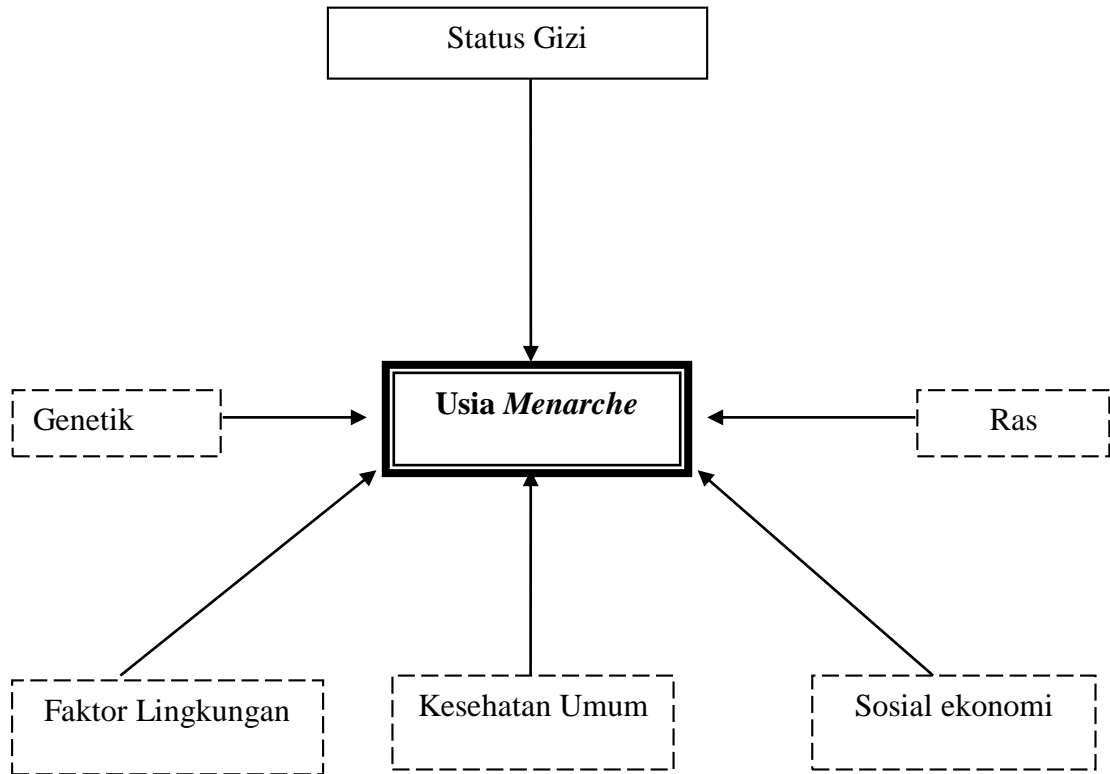 Status Gizi
Usia Menarche
Genetik
Ras
Faktor Lingkungan
Kesehatan Umum
Sosial ekonomi